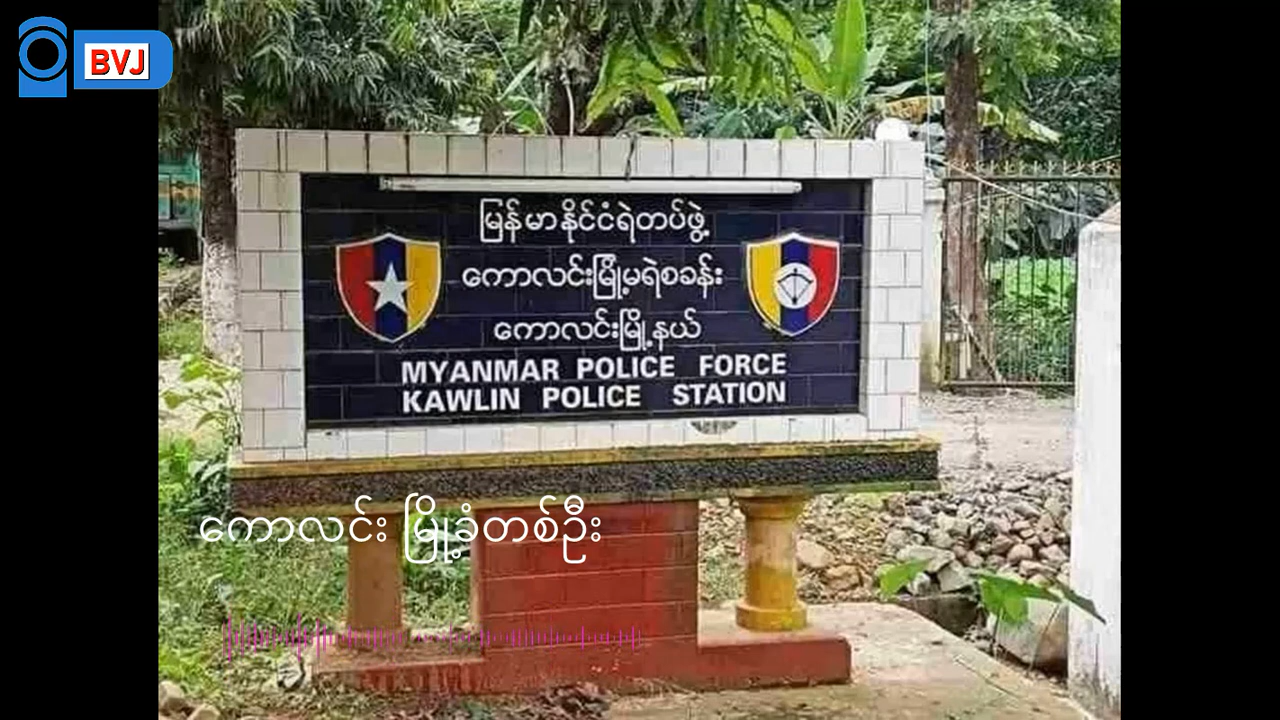 BVJ
မြန်မာနိုင်ငံရဲတပ်ဖွဲ့
ကောလင်းမြို့မရဲစခန်း
ကောလင်းမြို့နယ်
MYANMAR POLICE FORCE
KAWLIN POLICE STATION
ကောလင်း မြို့ခံတစ်ဦး